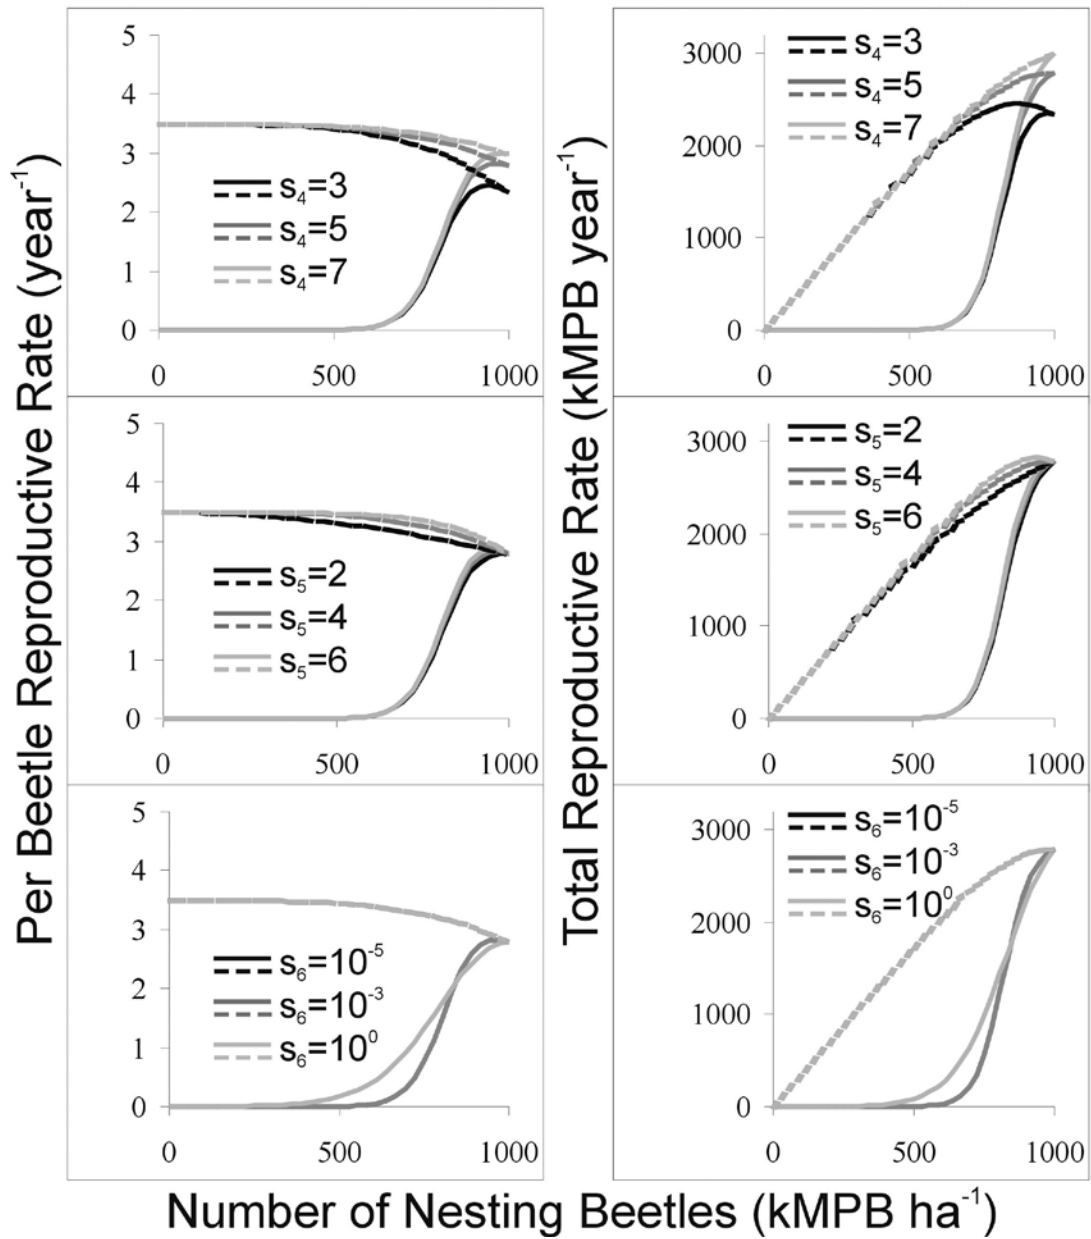 Per Beetle Reproductive Rate (year⁻¹)
5
4
3
2
1
0
0 500 1000
s₄=3
s₄=5
s₄=7
5
4
3
2
1
0
0 500 1000
s₅=2
s₅=4
s₅=6
5
4
3
2
1
0
0 500 1000
s₆=10⁻⁵
s₆=10⁻³
s₆=10⁰
Total Reproductive Rate (kMPB year⁻¹)
3000
2000
1000
0
0 500 1000
s₄=3
s₄=5
s₄=7
3000
2000
1000
0
0 500 1000
s₅=2
s₅=4
s₅=6
3000
2000
1000
0
0 500 1000
s₆=10⁻⁵
s₆=10⁻³
s₆=10⁰
Number of Nesting Beetles (kMPB ha⁻¹)